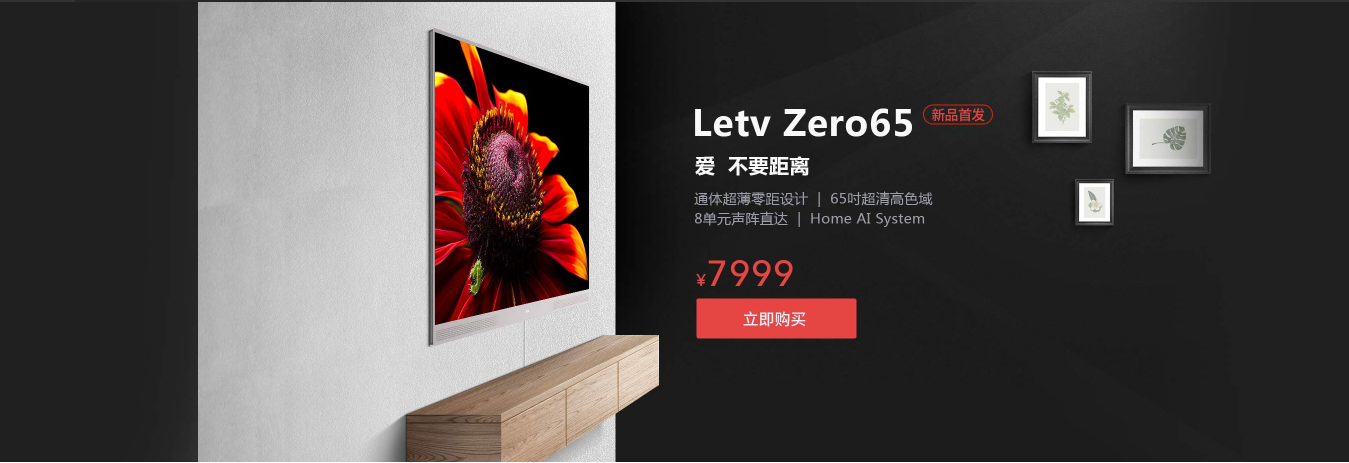 Letv Zero65 新品首发
爱 不要距离
通体超薄零距设计 | 65吋超清高色域
8单元声阵直达 | Home AI System
¥7999
立即购买